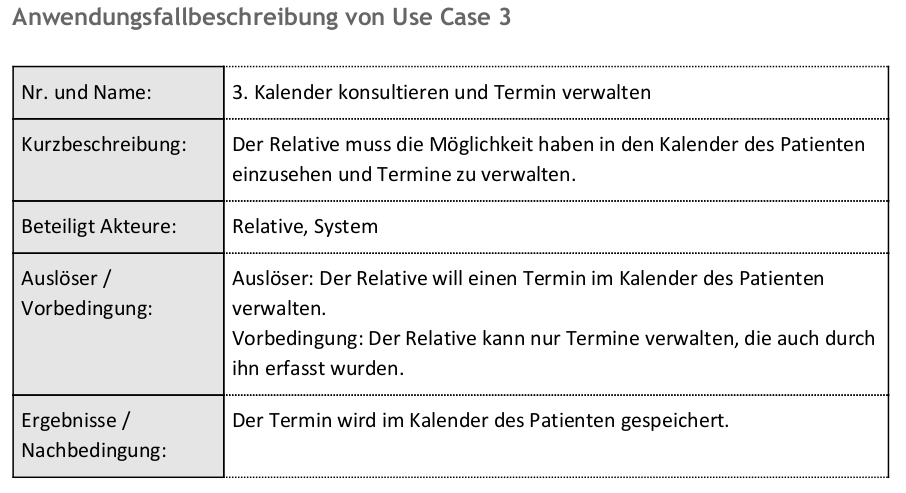 Anwendungsfallbeschreibung von Use Case 3
Nr. und Name:
3. Kalender konsultieren und Termin verwalten
Kurzbeschreibung:
Der Relative muss die Möglichkeit haben in den Kalender des Patienten
einzusehen und Termine zu verwalten.
Beteiligt Akteure:
Relative, System
Auslöser /
Vorbedingung:
Auslöser: Der Relative will einen Termin im Kalender des Patienten
verwalten.
Vorbedingung: Der Relative kann nur Termine verwalten, die auch durch
ihn erfasst wurden.
Ergebnisse /
Nachbedingung:
Der Termin wird im Kalender des Patienten gespeichert.